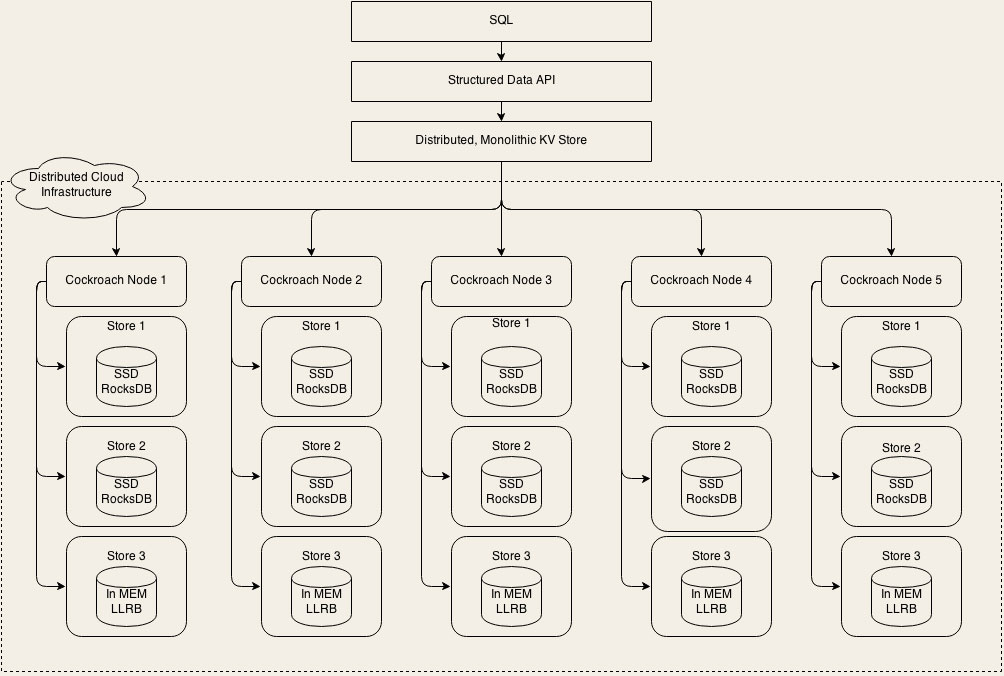 SQL
Structured Data API
Distributed, Monolithic KV Store
Distributed Cloud
Infrastructure
Cockroach Node 1
Cockroach Node 2
Cockroach Node 3
Cockroach Node 4
Cockroach Node 5
Store 1
SSD
RocksDB
Store 1
SSD
RocksDB
Store 1
SSD
RocksDB
Store 1
SSD
RocksDB
Store 1
SSD
RocksDB
Store 2
SSD
RocksDB
Store 2
SSD
RocksDB
Store 2
SSD
RocksDB
Store 2
SSD
RocksDB
Store 2
SSD
RocksDB
Store 3
In MEM
LLRB
Store 3
In MEM
LLRB
Store 3
In MEM
LLRB
Store 3
In MEM
LLRB
Store 3
In MEM
LLRB